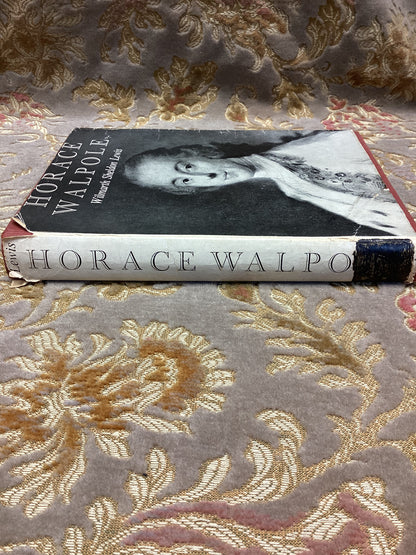 HORACE
WALPOLE
Wilmarth Sheldon Lewis
Lewis
HORACE WALPO